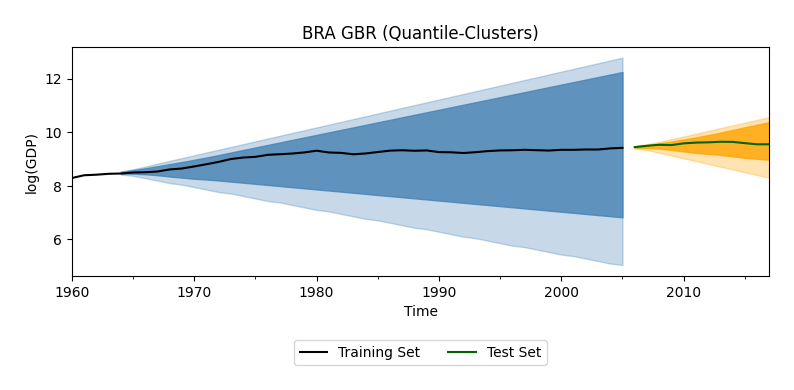 BRA GBR (Quantile-Clusters)
12
10
8
6
log(GDP)
1960 1970 1980 1990 2000 2010
Time
Training Set Test Set